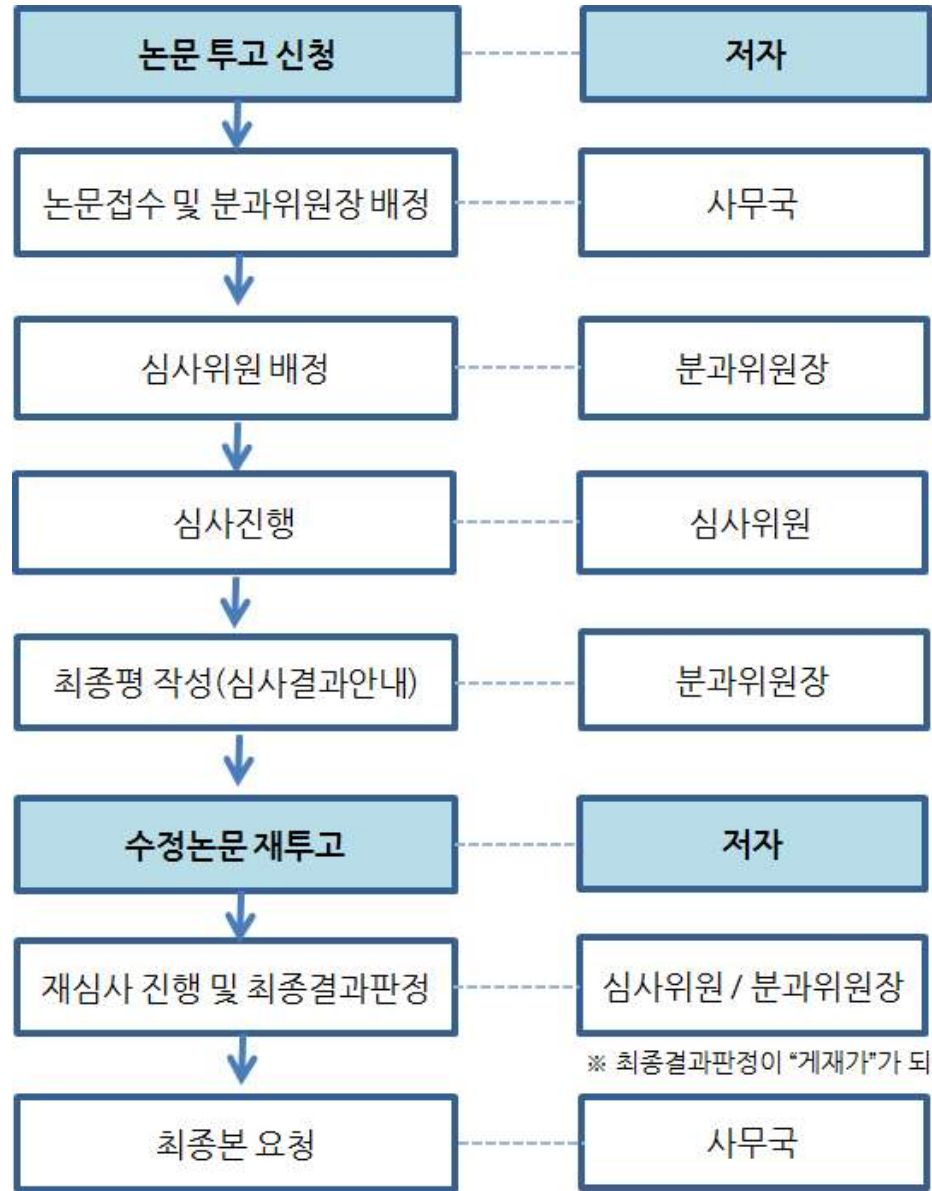 논문 투고 신청
저자
논문접수 및 분과위원장 배정
사무국
심사위원 배정
분과위원장
심사진행
심사위원
최종평 작성(심사결과안내)
분과위원장
수정논문 재투고
저자
재심사 진행 및 최종결과판정
심사위원 / 분과위원장
※ 최종결과판정이 “게재가”가 되
최종본 요청
사무국